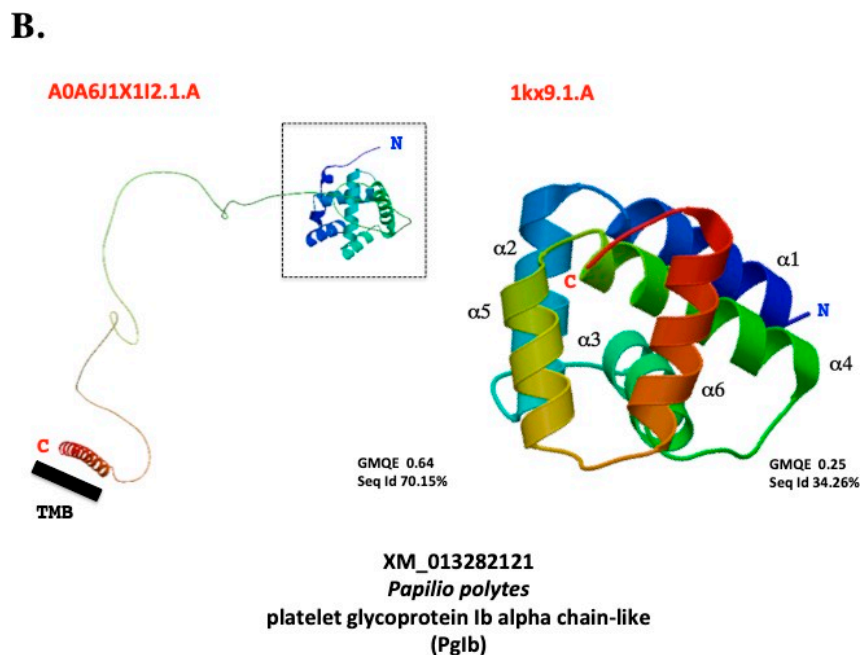 B.
A0A6J1X1I2.1.A
1kx9.1.A
N
C
TMB
GMQE 0.64
Seq Id 70.15%
α2
α1
C
N
α5
α3
α4
α6
GMQE 0.25
Seq Id 34.26%
XM_013282121
Papilio polytes
platelet glycoprotein Ib alpha chain-like
(PgIb)